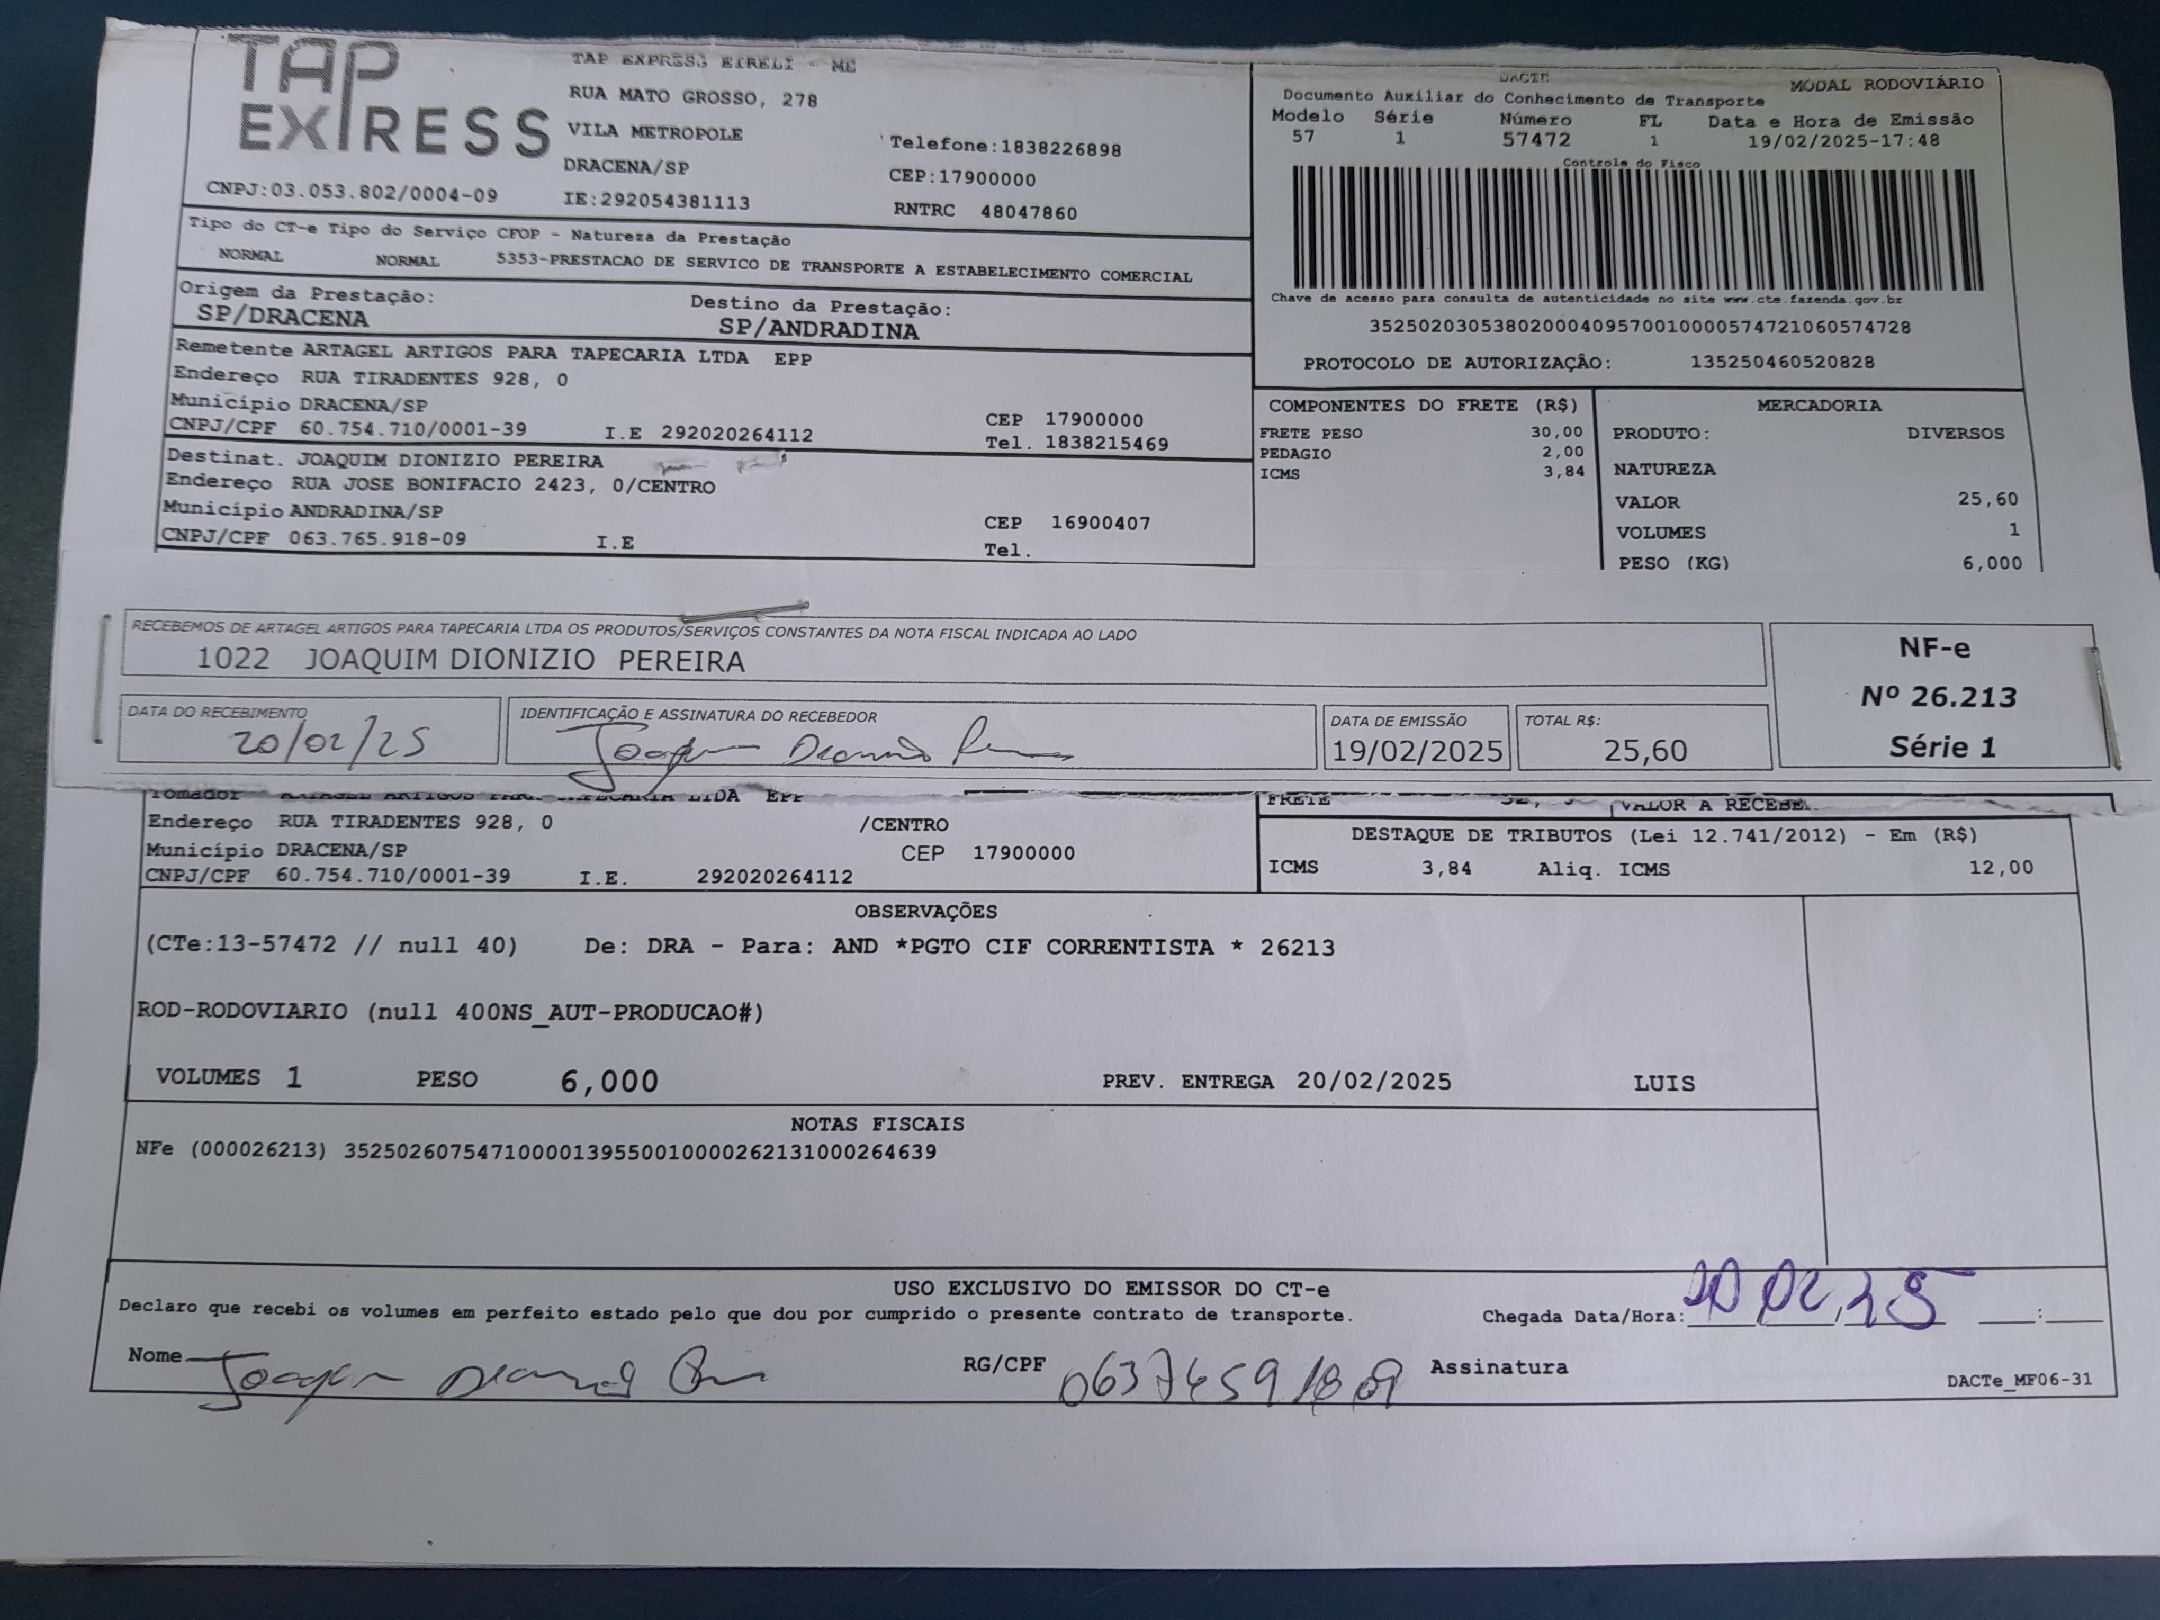 TAP EXPRESS
TAP EXPRESS EIRELI - ME
RUA MATO GROSSO, 278
VILA METROPOLE
Telefone:1838226898
DRACENA/SP
CEP:17900000
CNPJ:03.053.802/0004-09
IE:292054381113
RNTRC 48047860
DACTE
MODAL RODOVIÁRIO
Documento Auxiliar do Conhecimento de Transporte
Modelo Série Número FL Data e Hora de Emissão
57 1 57472 1 19/02/2025-17:48
Controle do Fisco
Chave de acesso para consulta de autenticidade no site www.cte.fazenda.gov.br
35250203053802000409570010000574721060574728
PROTOCOLO DE AUTORIZAÇÃO: 135250460520828
Tipo do CT-e Tipo do Serviço CFOP - Natureza da Prestação
NORMAL NORMAL 5353-PRESTACAO DE SERVICO DE TRANSPORTE A ESTABELECIMENTO COMERCIAL
Origem da Prestação: Destino da Prestação:
SP/DRACENA SP/ANDRADINA
Remetente ARTAGEL ARTIGOS PARA TAPECARIA LTDA EPP
Endereço RUA TIRADENTES 928, 0
Município DRACENA/SP CEP 17900000
CNPJ/CPF 60.754.710/0001-39 I.E 292020264112 Tel. 1838215469
Destinat. JOAQUIM DIONIZIO PEREIRA
Endereço RUA JOSE BONIFACIO 2423, 0/CENTRO
Município ANDRADINA/SP CEP 16900407
CNPJ/CPF 063.765.918-09 I.E Tel.
COMPONENTES DO FRETE (R$)
FRETE PESO 30,00
PEDAGIO 2,00
ICMS 3,84
MERCADORIA
PRODUTO: DIVERSOS
NATUREZA
VALOR 25,60
VOLUMES 1
PESO (KG) 6,000
RECEBEMOS DE ARTAGEL ARTIGOS PARA TAPECARIA LTDA OS PRODUTOS/SERVIÇOS CONSTANTES DA NOTA FISCAL INDICADA AO LADO
1022 JOAQUIM DIONIZIO PEREIRA
NF-e
Nº 26.213
Série 1
DATA DO RECEBIMENTO
20/02/25
IDENTIFICAÇÃO E ASSINATURA DO RECEBEDOR
Joaquim
DATA DE EMISSÃO
19/02/2025
TOTAL R$:
25,60
Tomador ARTAGEL ARTIGOS PARA TAPECARIA LTDA EPP
Endereço RUA TIRADENTES 928, 0 /CENTRO
Município DRACENA/SP CEP 17900000
CNPJ/CPF 60.754.710/0001-39 I.E. 292020264112
FRETE VALOR A RECEBER
DESTAQUE DE TRIBUTOS (Lei 12.741/2012) - Em (R$)
ICMS 3,84 Aliq. ICMS 12,00
OBSERVAÇÕES
(CTe:13-57472 // null 40) De: DRA - Para: AND *PGTO CIF CORRENTISTA * 26213
ROD-RODOVIARIO (null 400NS_AUT-PRODUCAO#)
VOLUMES 1 PESO 6,000 PREV. ENTREGA 20/02/2025 LUIS
NOTAS FISCAIS
NFe (000026213) 35250260754710000139550010000262131000264639
USO EXCLUSIVO DO EMISSOR DO CT-e
Declaro que recebi os volumes em perfeito estado pelo que dou por cumprido o presente contrato de transporte. Chegada Data/Hora: 20 02 25 :
Nome Joaquim RG/CPF Assinatura
DACTe_MF06-31